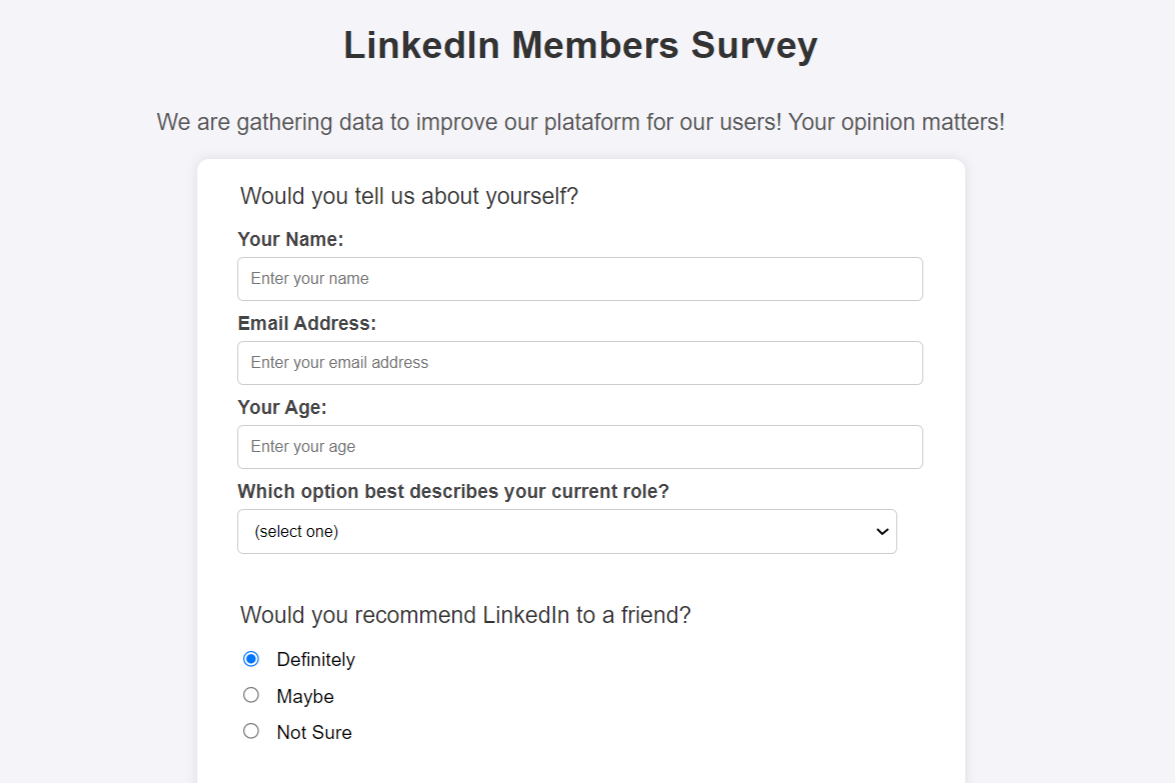 LinkedIn Members Survey
We are gathering data to improve our plataform for our users! Your opinion matters!
Would you tell us about yourself?
Your Name:
Enter your name
Email Address:
Enter your email address
Your Age:
Enter your age
Which option best describes your current role?
(select one)
Would you recommend LinkedIn to a friend?
Definitely
Maybe
Not Sure